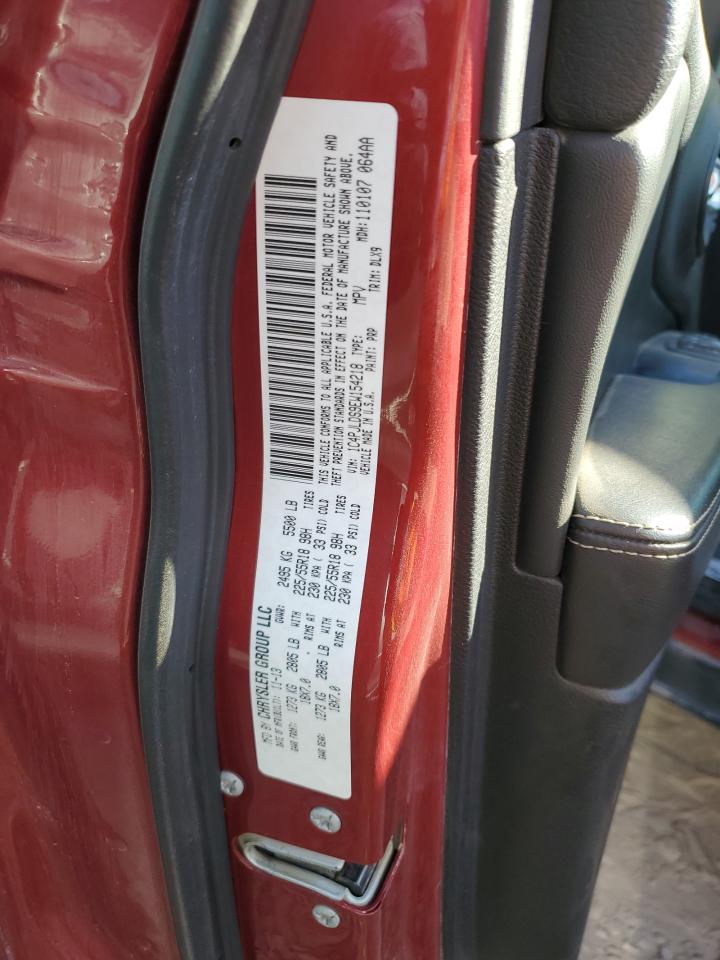 MFD BY CHRYSLER GROUP LLC
DATE OF MFR(BUILT): 11-13 GVWR: 2495 KG 5500 LB
GAWR FRONT: 1273 KG 2805 LB WITH 225/55R18 98H TIRES
18X7.0 - RIMS AT 230 KPA ( 33 PSI) COLD
GAWR REAR: 1273 KG 2805 LB WITH 225/55R18 98H TIRES
18X7.0 RIMS AT 230 KPA ( 33 PSI) COLD
THIS VEHICLE CONFORMS TO ALL APPLICABLE U.S.A. FEDERAL MOTOR VEHICLE SAFETY AND
THEFT PREVENTION STANDARDS IN EFFECT ON THE DATE OF MANUFACTURE SHOWN ABOVE.
VIN: 1C4PJLDS9EW154218 TYPE: MPV MDH:110107 064AA
VEHICLE MADE IN U.S.A. PAINT: PRP TRIM: DLX9